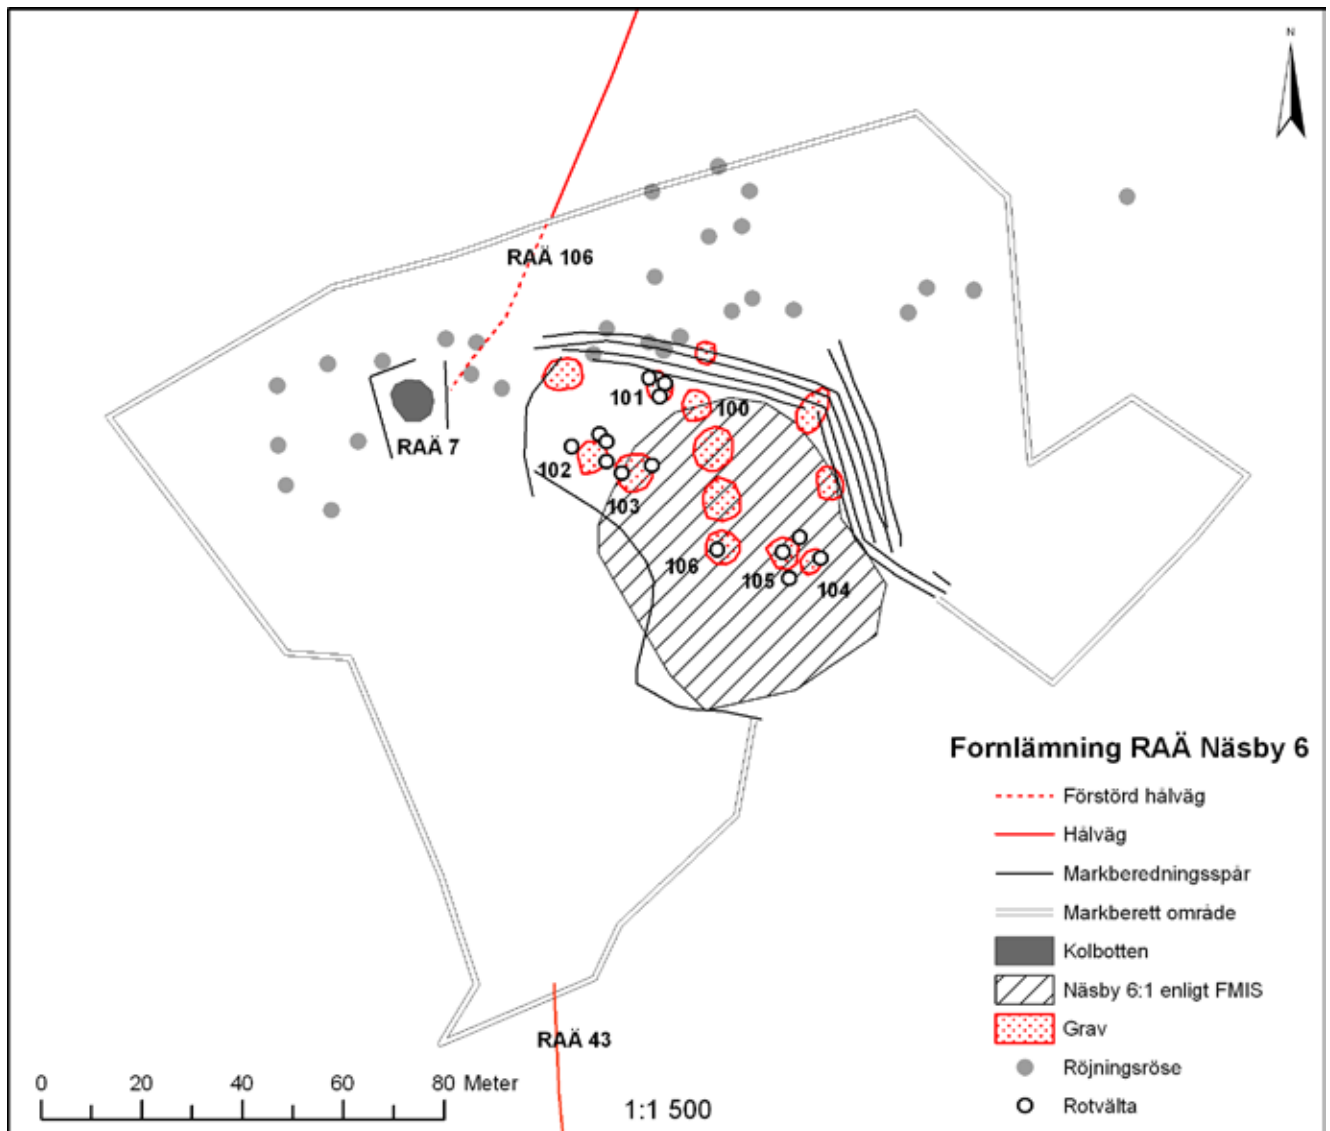 N
RAÄ 106
101
100
RAÄ 7
102
103
106
105
104
Fornlämning RAÄ Näsby 6
Förstörd hålväg
Hålväg
Markberedningsspår
Markberett område
Kolbotten
Näsby 6:1 enligt FMIS
Grav
Röjningsröse
Rotvälta
RAÄ 43
0 20 40 60 80 Meter
1:1 500